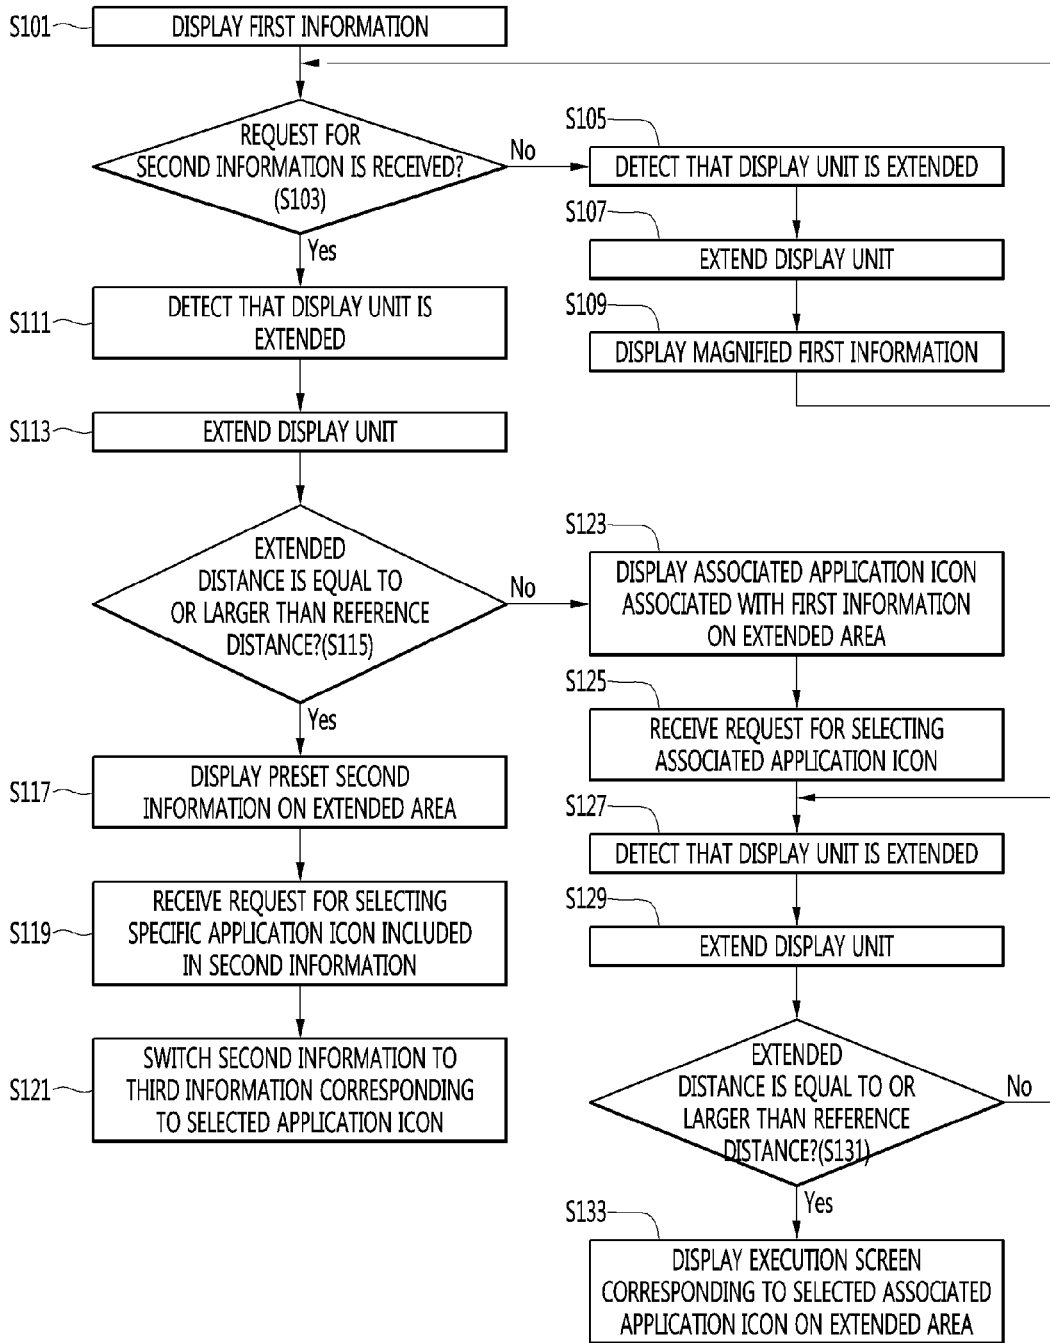 S101
DISPLAY FIRST INFORMATION
REQUEST FOR
SECOND INFORMATION IS RECEIVED?
(S103)
No
Yes
S105
DETECT THAT DISPLAY UNIT IS EXTENDED
S107
EXTEND DISPLAY UNIT
S109
DISPLAY MAGNIFIED FIRST INFORMATION
S111
DETECT THAT DISPLAY UNIT IS
EXTENDED
S113
EXTEND DISPLAY UNIT
EXTENDED
DISTANCE IS EQUAL TO
OR LARGER THAN REFERENCE
DISTANCE?(S115)
No
Yes
S117
DISPLAY PRESET SECOND
INFORMATION ON EXTENDED AREA
S119
RECEIVE REQUEST FOR SELECTING
SPECIFIC APPLICATION ICON INCLUDED
IN SECOND INFORMATION
S121
SWITCH SECOND INFORMATION TO
THIRD INFORMATION CORRESPONDING
TO SELECTED APPLICATION ICON
S123
DISPLAY ASSOCIATED APPLICATION ICON
ASSOCIATED WITH FIRST INFORMATION
ON EXTENDED AREA
S125
RECEIVE REQUEST FOR SELECTING
ASSOCIATED APPLICATION ICON
S127
DETECT THAT DISPLAY UNIT IS EXTENDED
S129
EXTEND DISPLAY UNIT
EXTENDED
DISTANCE IS EQUAL TO OR
LARGER THAN REFERENCE
DISTANCE?(S131)
No
Yes
S133
DISPLAY EXECUTION SCREEN
CORRESPONDING TO SELECTED ASSOCIATED
APPLICATION ICON ON EXTENDED AREA